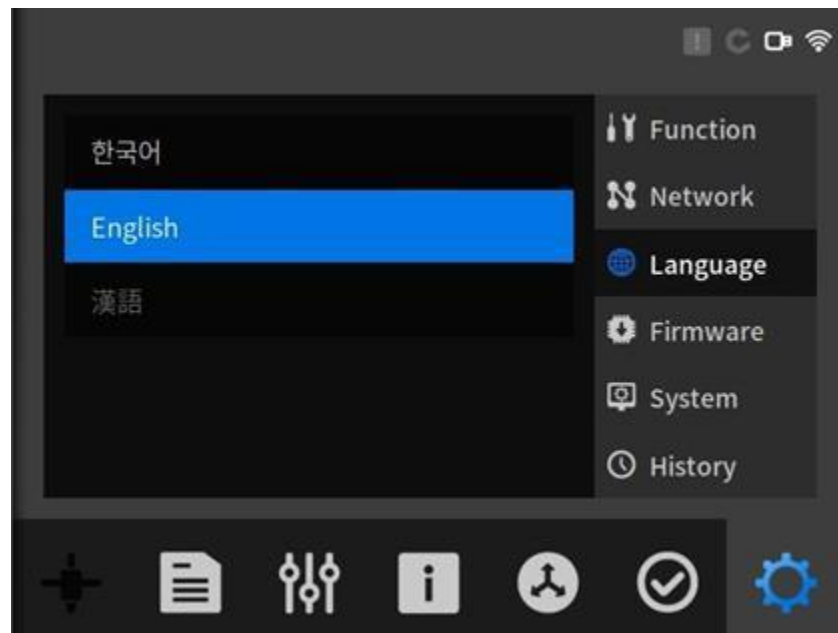 한국어
English
漢語
Function
Network
Language
Firmware
System
History